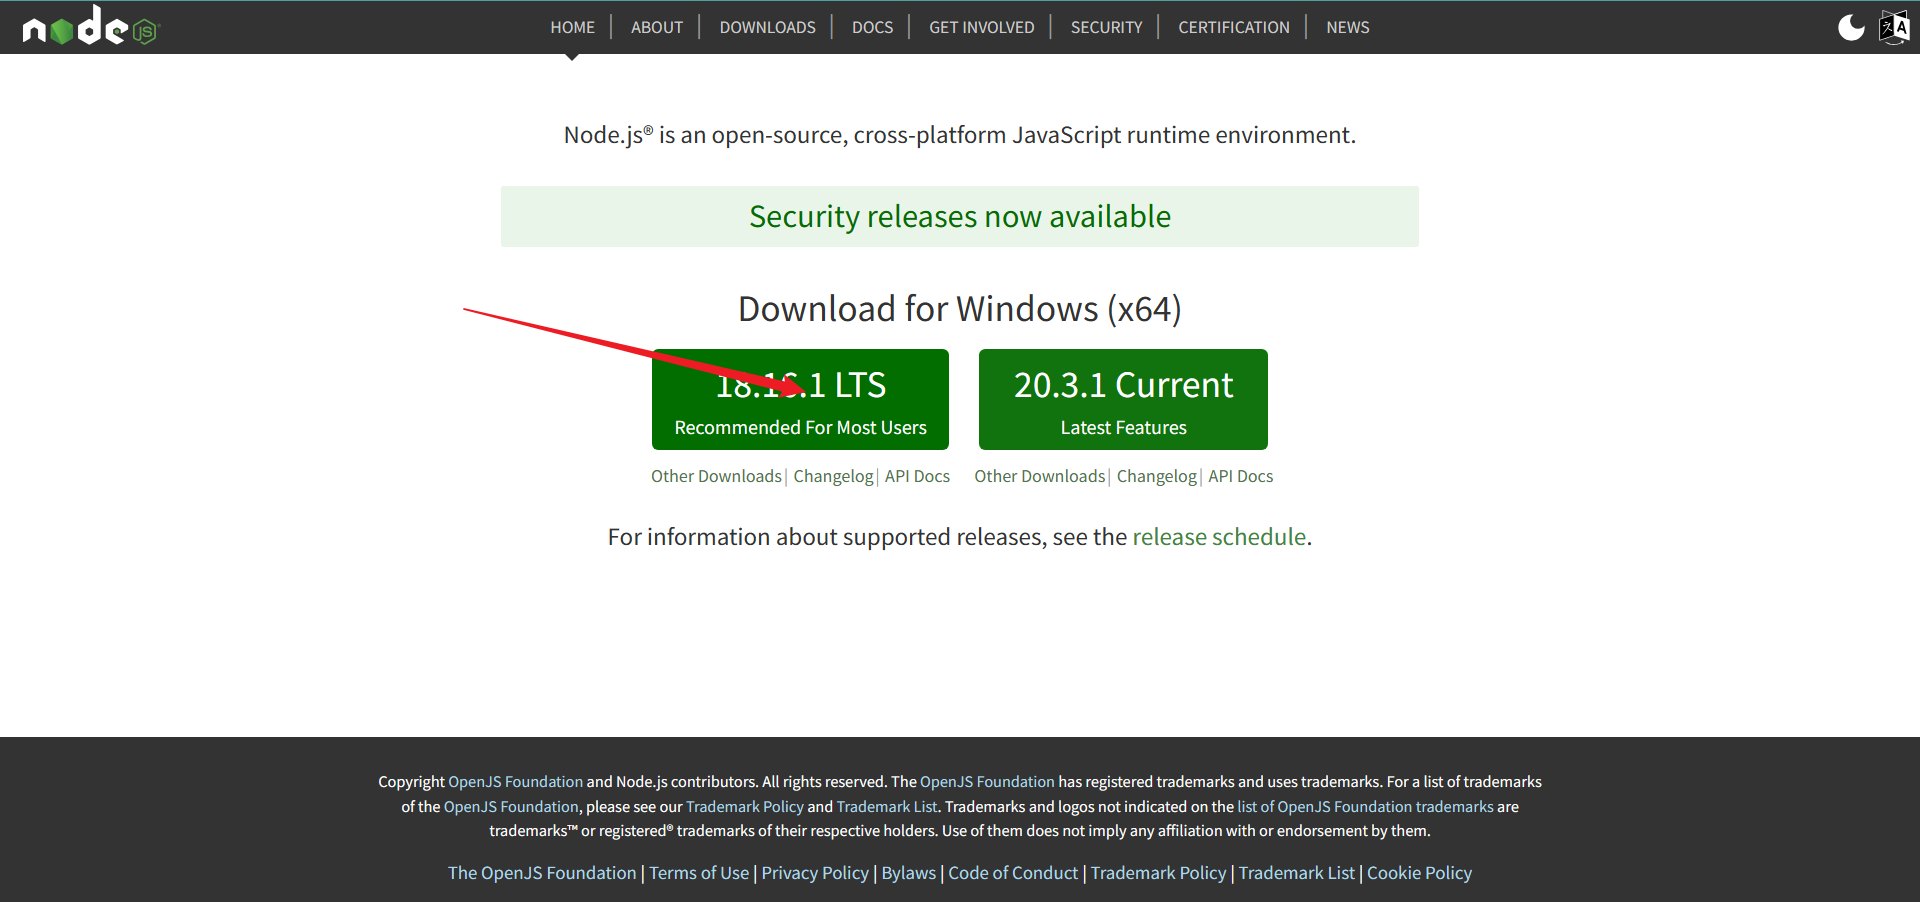 node JS
HOME | ABOUT | DOWNLOADS | DOCS | GET INVOLVED | SECURITY | CERTIFICATION | NEWS
Node.js® is an open-source, cross-platform JavaScript runtime environment.
Security releases now available
Download for Windows (x64)
18.16.1 LTS
Recommended For Most Users
20.3.1 Current
Latest Features
Other Downloads | Changelog | API Docs
Other Downloads | Changelog | API Docs
For information about supported releases, see the release schedule.
Copyright OpenJS Foundation and Node.js contributors. All rights reserved. The OpenJS Foundation has registered trademarks and uses trademarks. For a list of trademarks
of the OpenJS Foundation, please see our Trademark Policy and Trademark List. Trademarks and logos not indicated on the list of OpenJS Foundation trademarks are
trademarks™ or registered® trademarks of their respective holders. Use of them does not imply any affiliation with or endorsement by them.
The OpenJS Foundation | Terms of Use | Privacy Policy | Bylaws | Code of Conduct | Trademark Policy | Trademark List | Cookie Policy